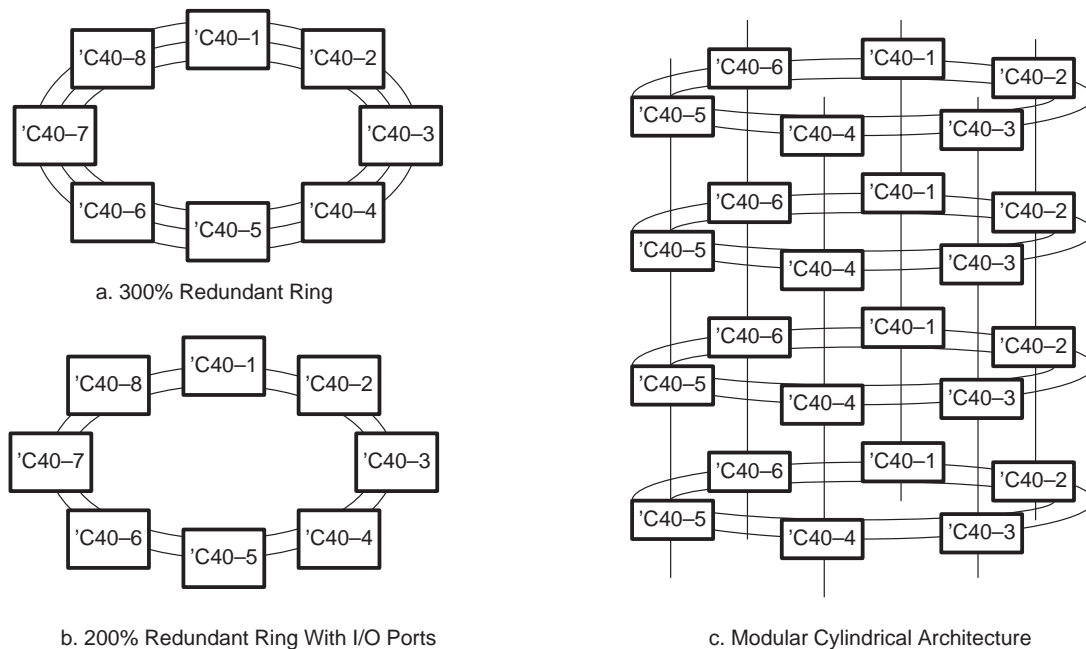 ’C40–1
’C40–8
’C40–2
’C40–7
’C40–3
’C40–6
’C40–4
’C40–5
a. 300% Redundant Ring
’C40–1
’C40–8
’C40–2
’C40–7
’C40–3
’C40–6
’C40–4
’C40–5
b. 200% Redundant Ring With I/O Ports
’C40–1
’C40–6
’C40–2
’C40–5
’C40–3
’C40–4
’C40–1
’C40–6
’C40–2
’C40–5
’C40–3
’C40–4
’C40–1
’C40–6
’C40–2
’C40–5
’C40–3
’C40–4
’C40–1
’C40–6
’C40–2
’C40–5
’C40–3
’C40–4
c. Modular Cylindrical Architecture